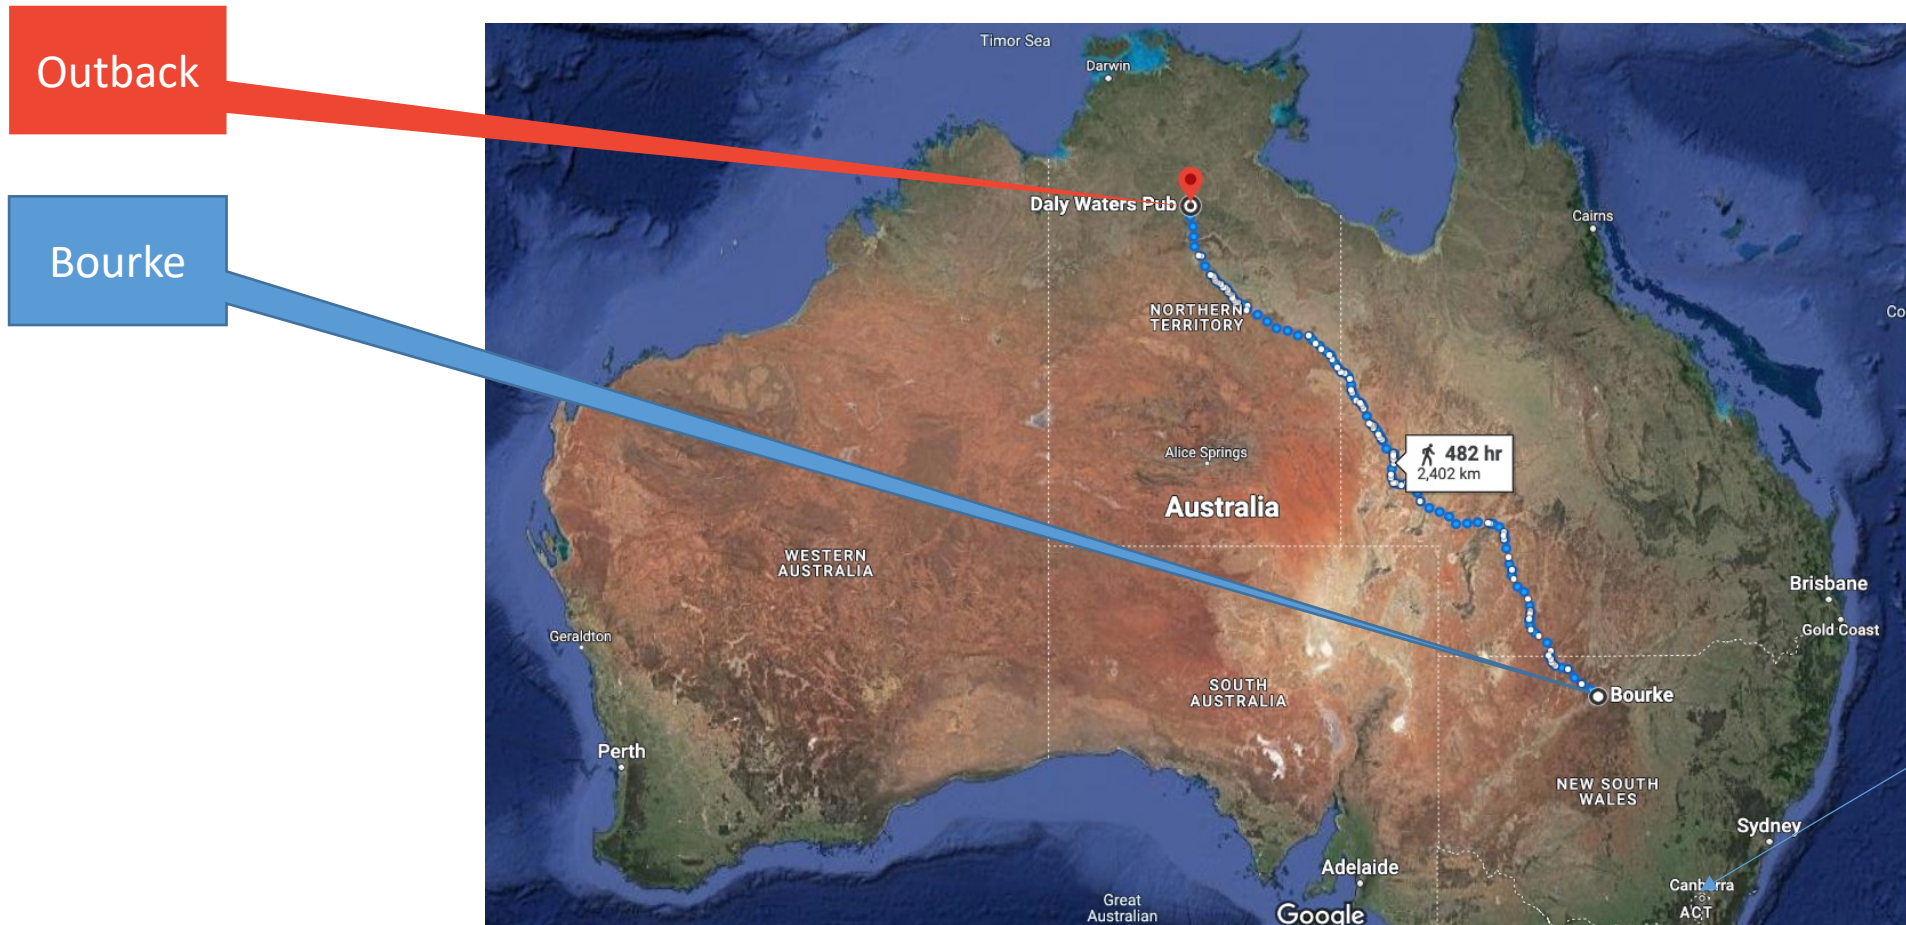 Outback
Bourke
Timor Sea
Darwin
Daly Waters Pub
Cairns
NORTHERN
TERRITORY
Co
482 hr
2,402 km
Alice Springs
Australia
WESTERN
AUSTRALIA
Brisbane
Gold Coast
Geraldton
SOUTH
AUSTRALIA
Bourke
Perth
NEW SOUTH
WALES
Sydney
Adelaide
Canberra
ACT
Great
Australian
Google